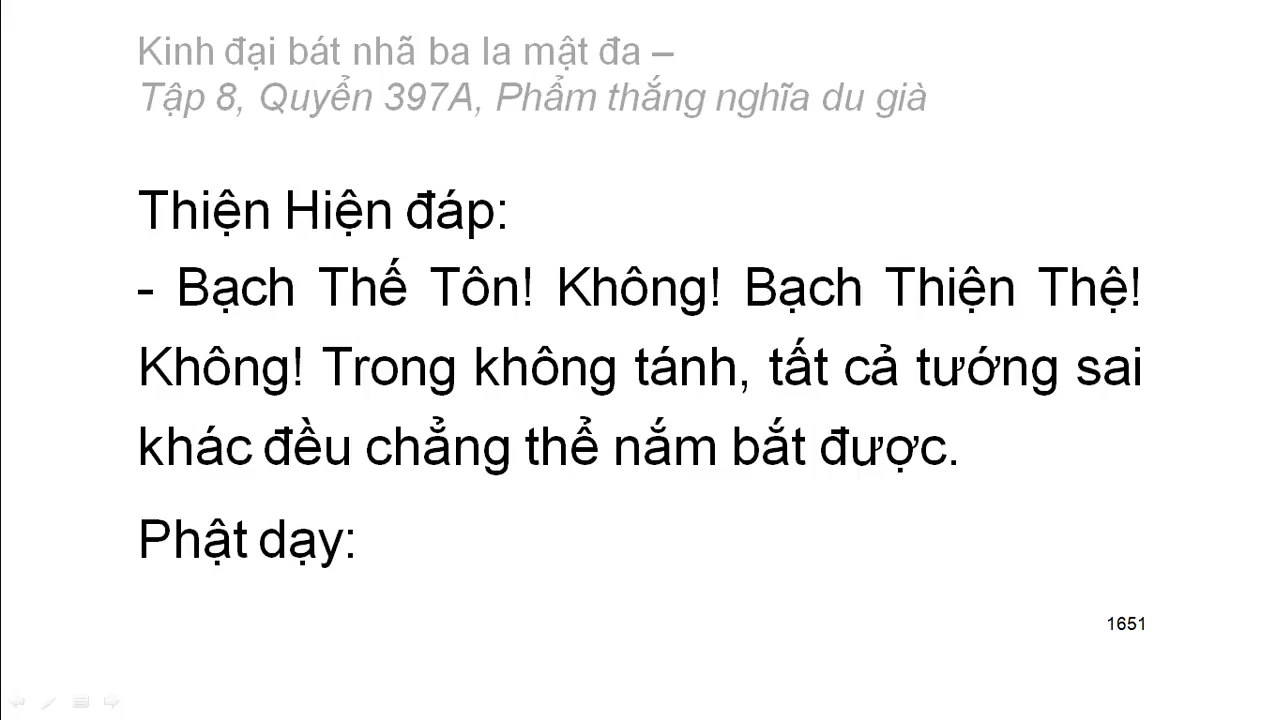 Kinh đại bát nhã ba la mật đa –
Tập 8, Quyển 397A, Phẩm thắng nghĩa du già
Thiện Hiện đáp:
- Bạch Thế Tôn! Không! Bạch Thiện Thệ!
Không! Trong không tánh, tất cả tướng sai
khác đều chẳng thể nắm bắt được.
Phật dạy:
1651